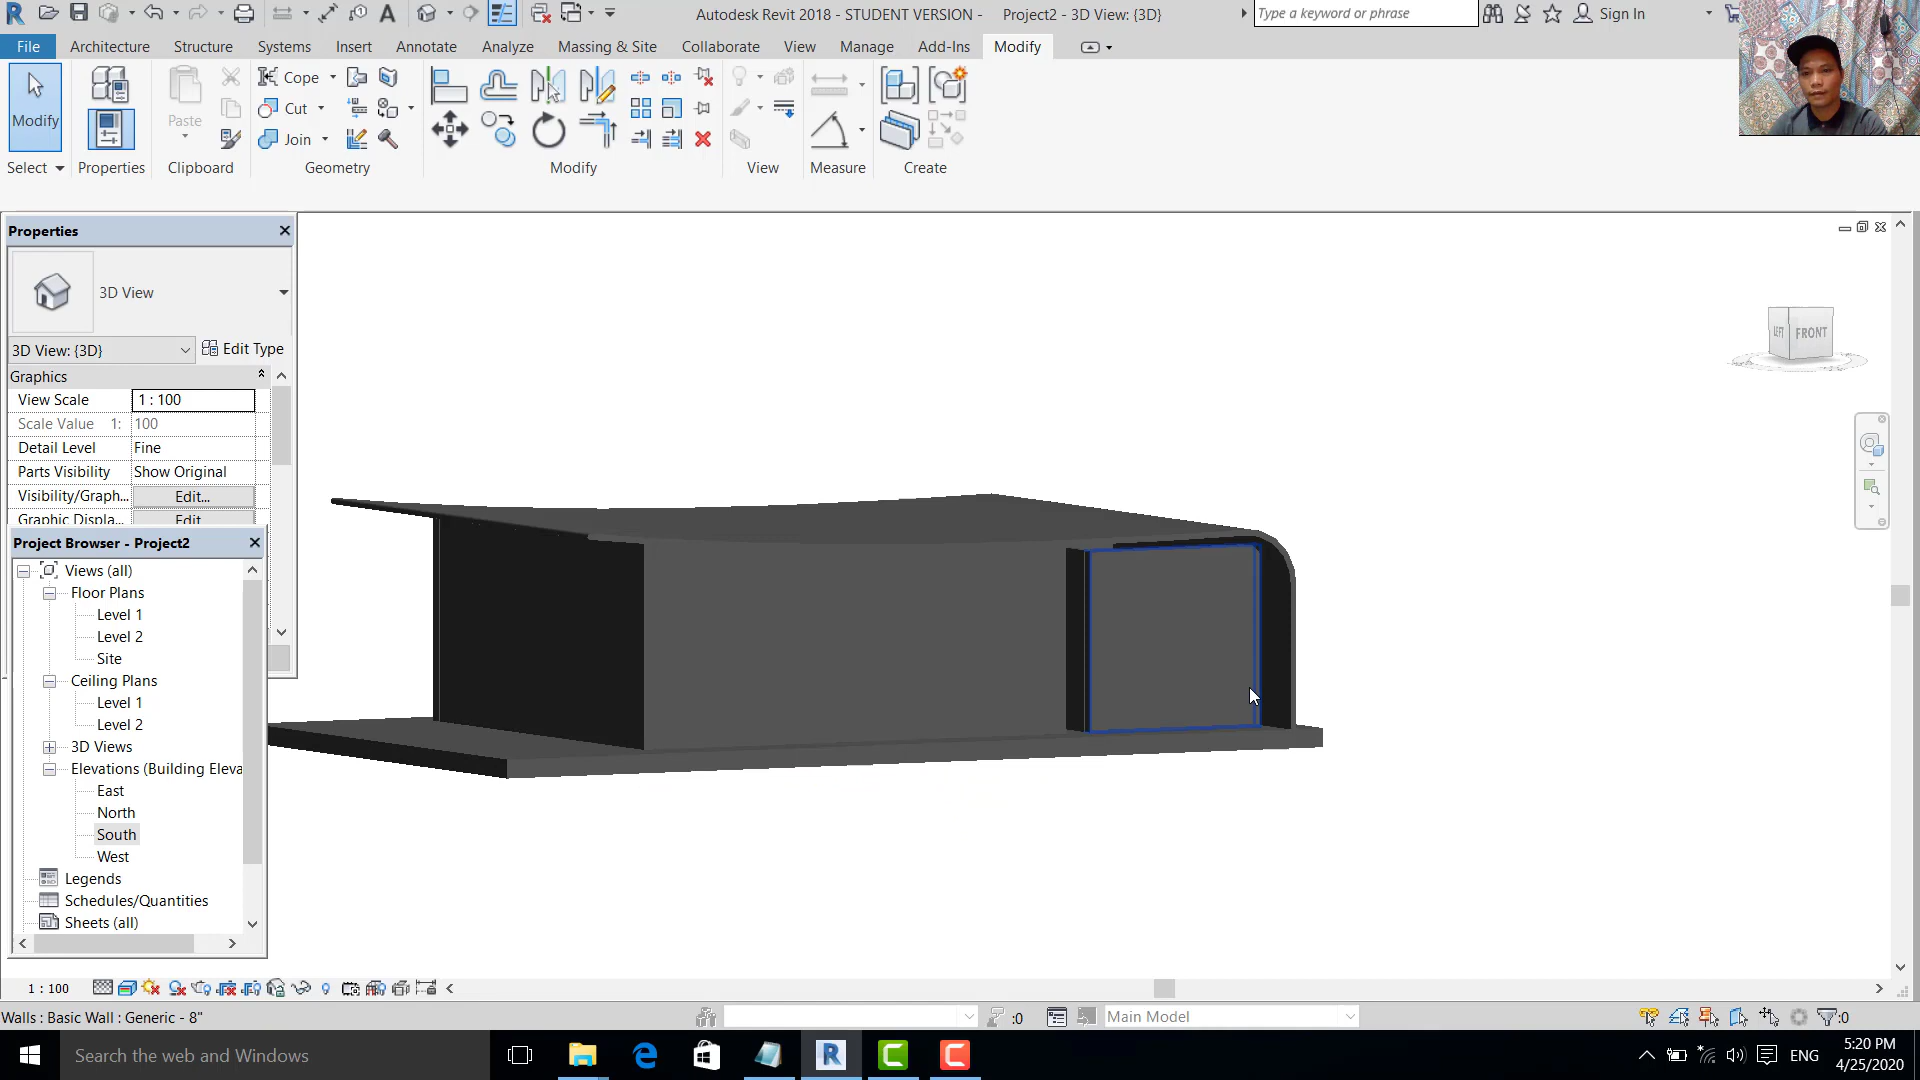 Autodesk Revit 2018 - STUDENT VERSION - Project2 - 3D View: {3D}
Type a keyword or phrase
Sign In
File Architecture Structure Systems Insert Annotate Analyze Massing & Site Collaborate View Manage Add-Ins Modify
Modify
Paste
Cope
Cut
Join
Select Properties Clipboard Geometry Modify View Measure Create
Properties
3D View
3D View: {3D} Edit Type
Graphics
View Scale 1 : 100
Scale Value 1: 100
Detail Level Fine
Parts Visibility Show Original
Visibility/Graph... Edit...
Graphic Displa... Edit
Project Browser - Project2
Views (all)
Floor Plans
Level 1
Level 2
Site
Ceiling Plans
Level 1
Level 2
3D Views
Elevations (Building Eleva
East
North
South
West
Legends
Schedules/Quantities
Sheets (all)
LEFT FRONT
1 : 100
Walls : Basic Wall : Generic - 8"
:0
Main Model
:0
Search the web and Windows
ENG
5:20 PM
4/25/2020